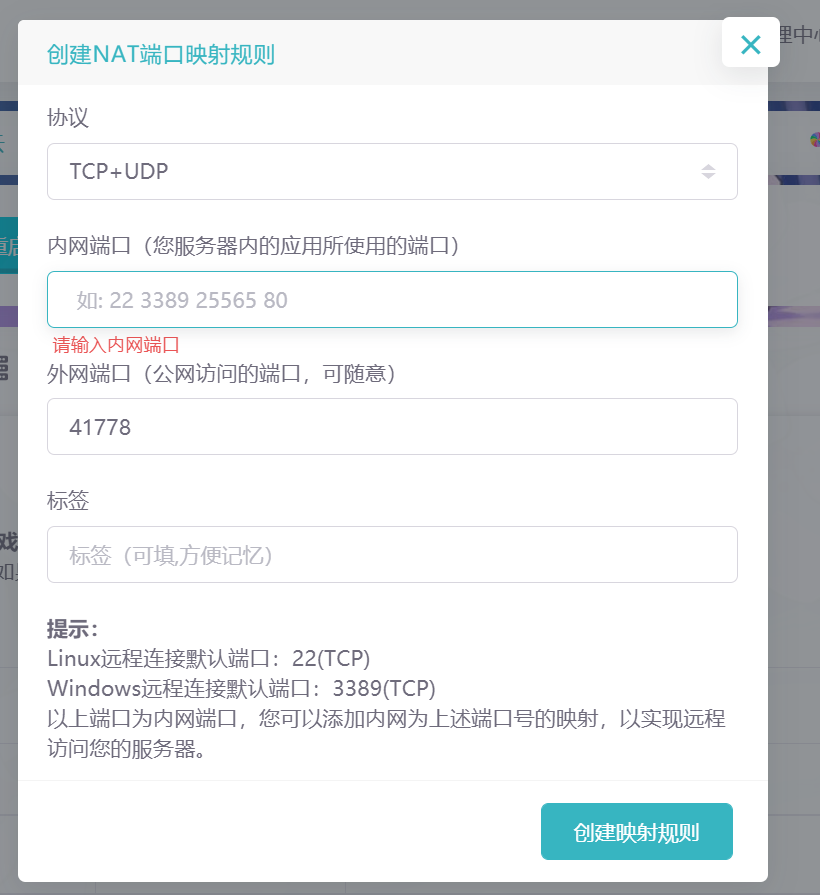 创建NAT端口映射规则
理中心
协议
TCP+UDP
重启
内网端口（您服务器内的应用所使用的端口）
如: 22 3389 25565 80
请输入内网端口
外网端口（公网访问的端口，可随意）
41778
标签
戏
标签（可填,方便记忆）
提示：
Linux远程连接默认端口：22(TCP)
Windows远程连接默认端口：3389(TCP)
以上端口为内网端口，您可以添加内网为上述端口号的映射，以实现远程
访问您的服务器。
创建映射规则